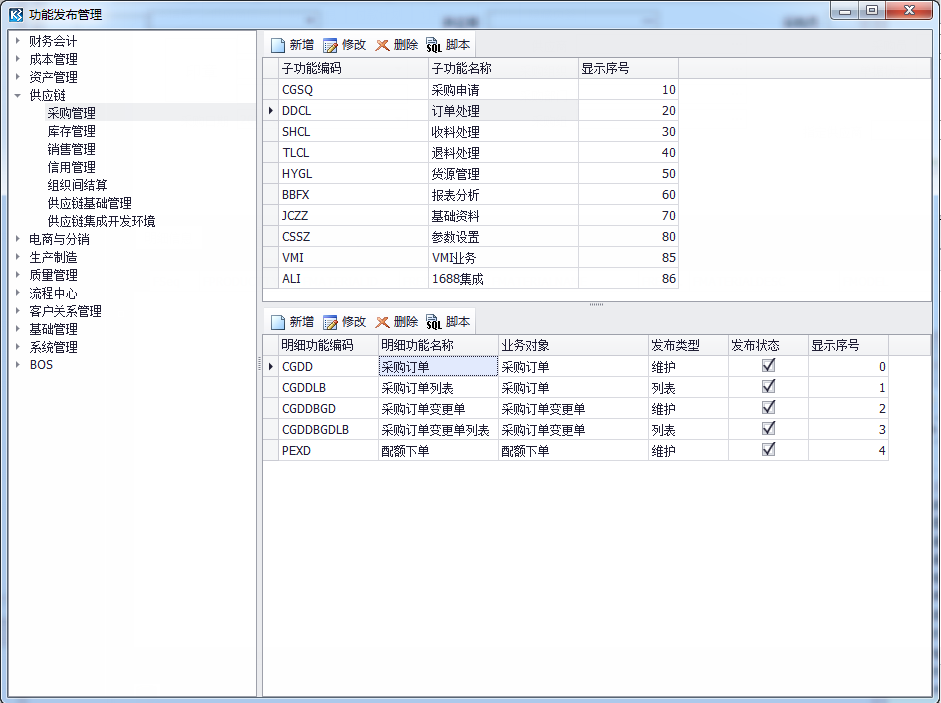 功能发布管理
财务会计
成本管理
资产管理
供应链
采购管理
库存管理
销售管理
信用管理
组织间结算
供应链基础管理
供应链集成开发环境
电商与分销
生产制造
质量管理
流程中心
客户关系管理
基础管理
系统管理
BOS
新增 修改 删除 SQL 脚本
子功能编码 子功能名称 显示序号
CGSQ 采购申请 10
DDCL 订单处理 20
SHCL 收料处理 30
TLCL 退料处理 40
HYGL 货源管理 50
BBFX 报表分析 60
JCZZ 基础资料 70
CSSZ 参数设置 80
VMI VMI业务 85
ALI 1688集成 86
新增 修改 删除 SQL 脚本
明细功能编码 明细功能名称 业务对象 发布类型 发布状态 显示序号
CGDD 采购订单 采购订单 维护 0
CGDDLB 采购订单列表 采购订单 列表 1
CGDDBGD 采购订单变更单 采购订单变更单 维护 2
CGDDBGDLB 采购订单变更单列表 采购订单变更单 列表 3
PEXD 配额下单 配额下单 维护 4